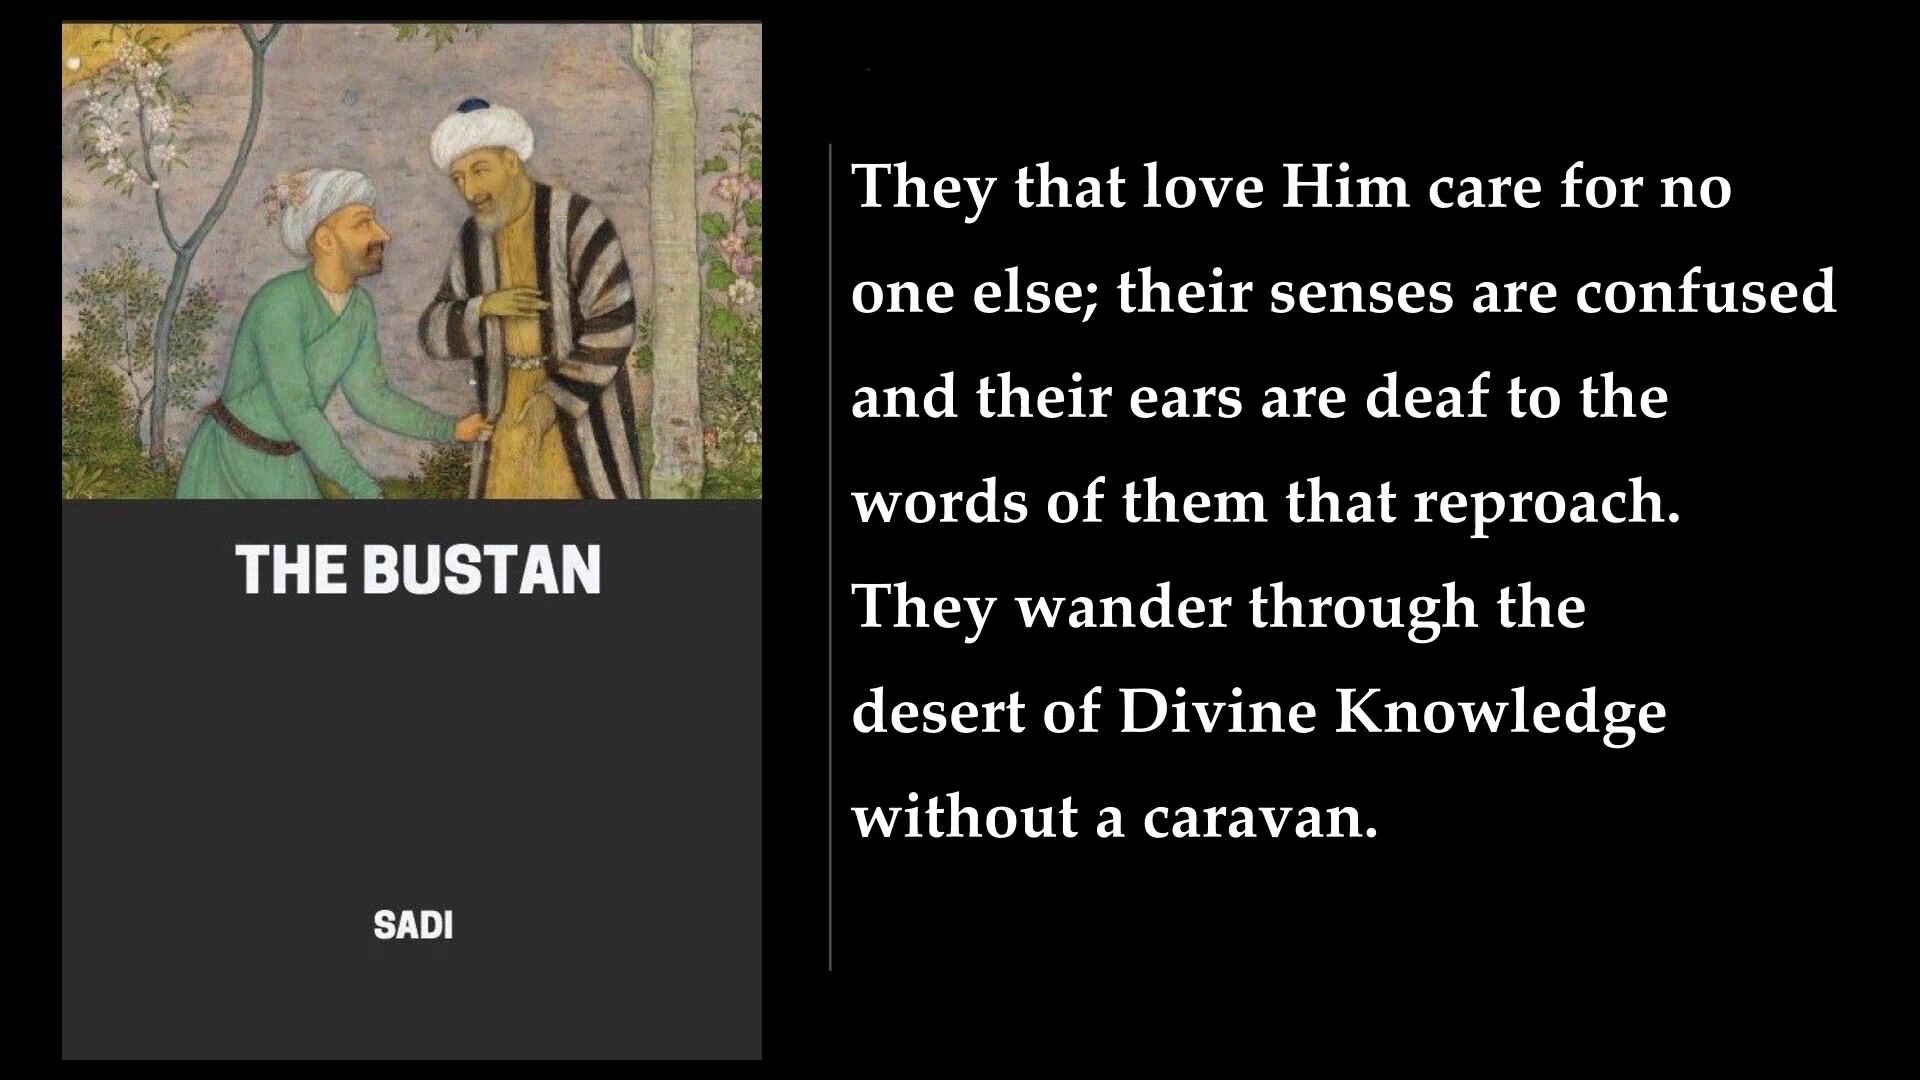 THE BUSTAN
SADI
They that love Him care for no
one else; their senses are confused
and their ears are deaf to the
words of them that reproach.
They wander through the
desert of Divine Knowledge
without a caravan.